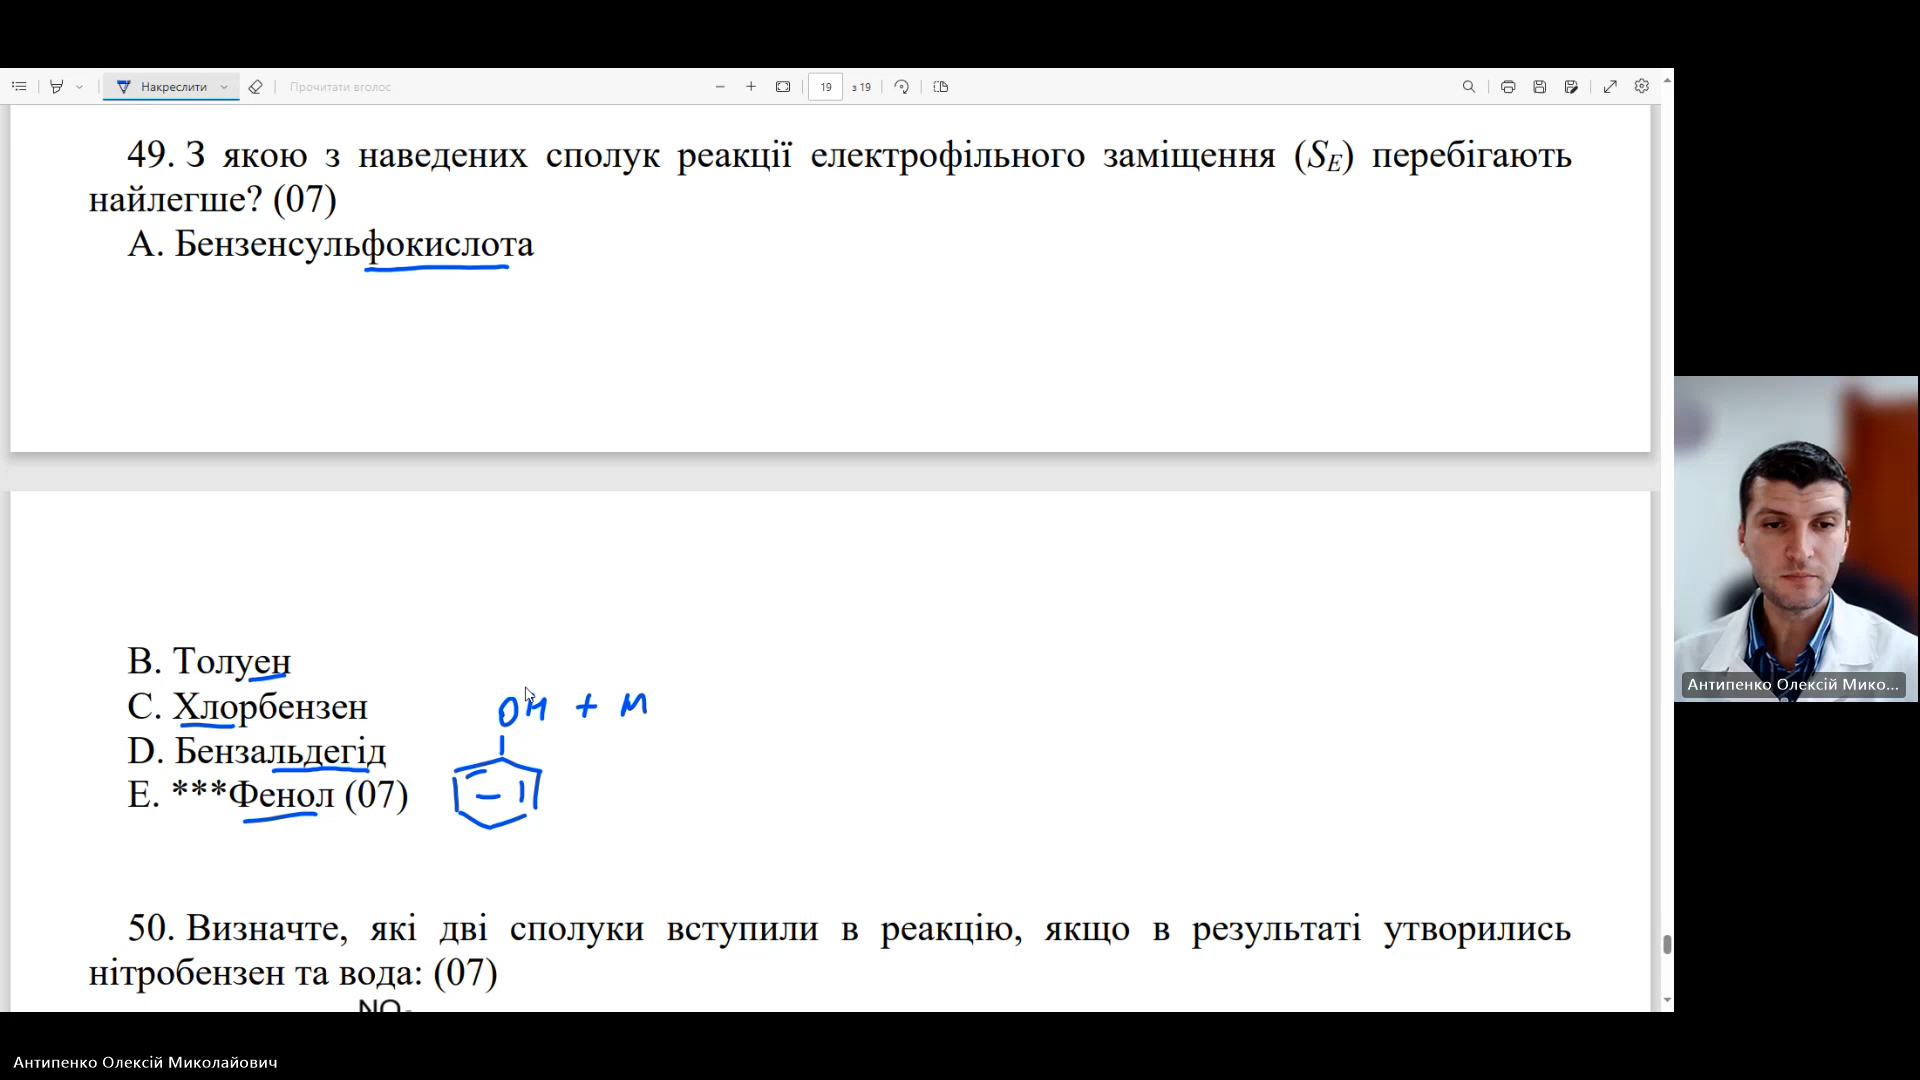 Накреслити
Прочитати вголос
19 з 19
49. З якою з наведених сполук реакції електрофільного заміщення (SE) перебігають
найлегше? (07)
А. Бензенсульфокислота
В. Толуен
С. Хлорбензен
D. Бензальдегід
Е. ***Фенол (07)
OH + M
50. Визначте, які дві сполуки вступили в реакцію, якщо в результаті утворились
нітробензен та вода: (07)
Антипенко Олексій Мико...
Антипенко Олексій Миколайович